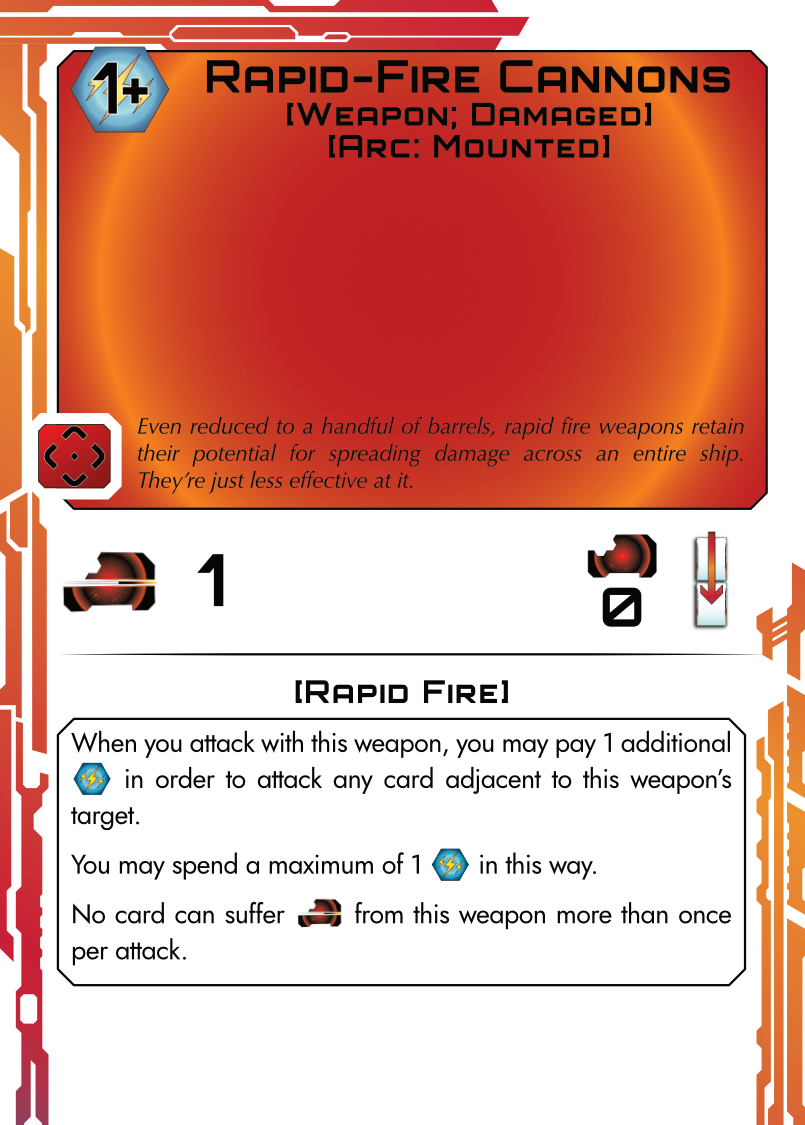 1+
Rapid-Fire Cannons
[Weapon; Damaged]
[Arc: Mounted]
Even reduced to a handful of barrels, rapid fire weapons retain
their potential for spreading damage across an entire ship.
They're just less effective at it.
1
0
[Rapid Fire]
When you attack with this weapon, you may pay 1 additional
in order to attack any card adjacent to this weapon's
target.
You may spend a maximum of 1 in this way.
No card can suffer from this weapon more than once
per attack.